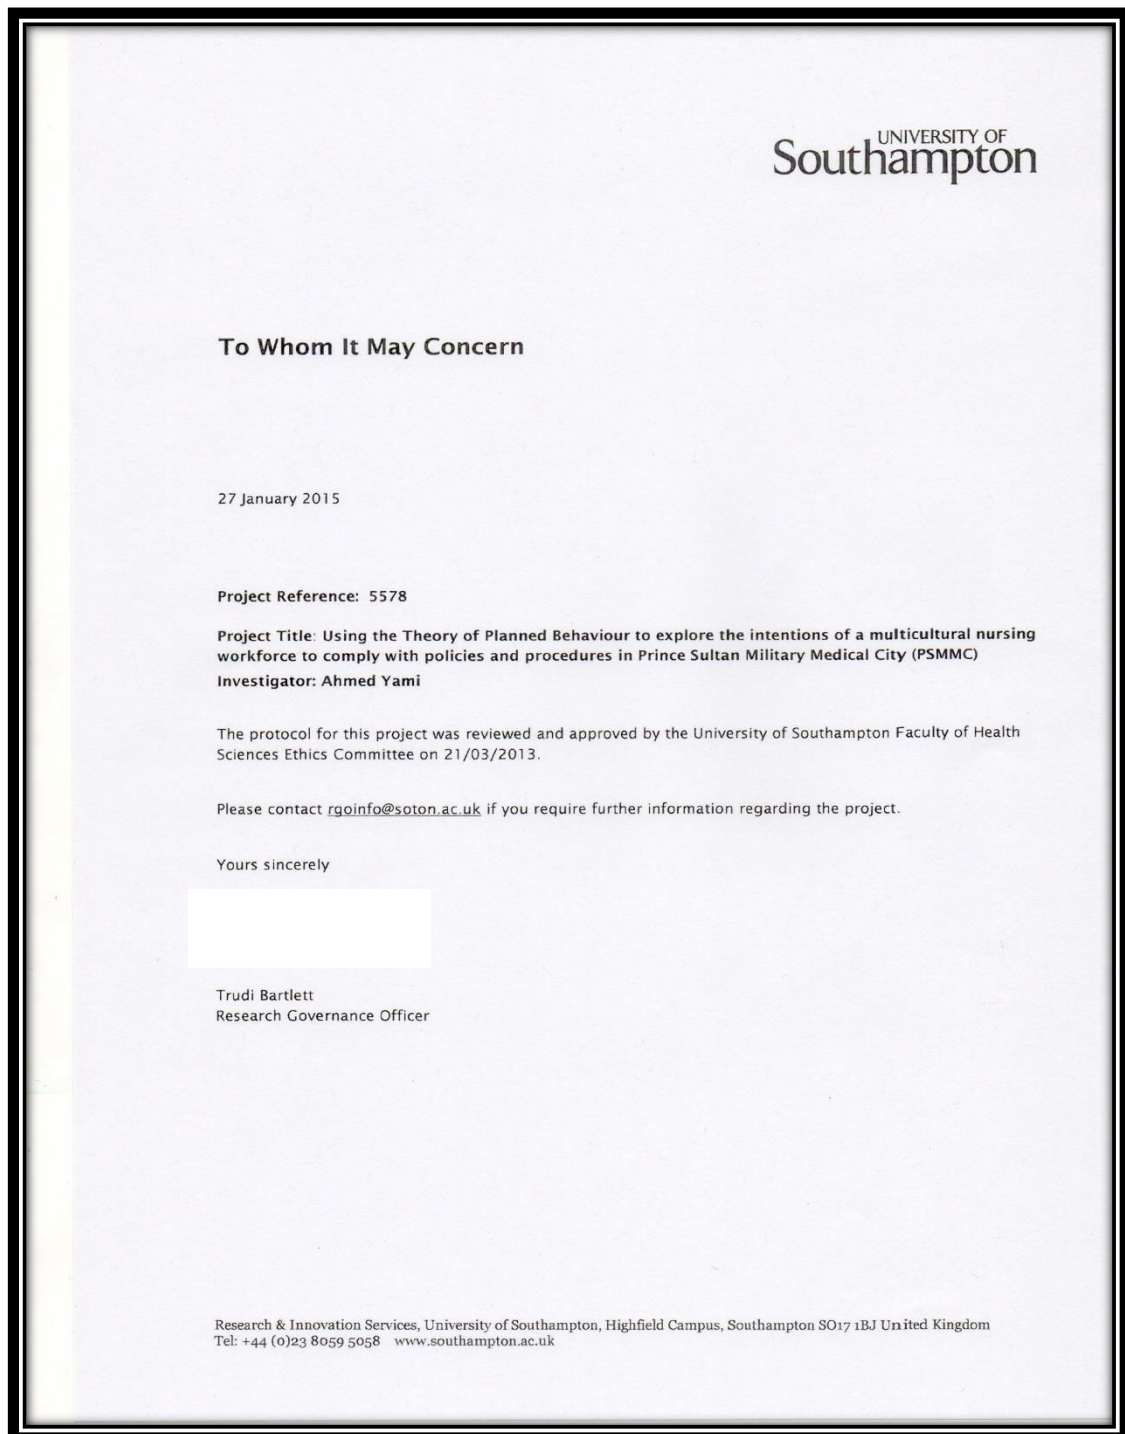 UNIVERSITY OF
Southampton
To Whom It May Concern
27 January 2015
Project Reference: 5578
Project Title: Using the Theory of Planned Behaviour to explore the intentions of a multicultural nursing
workforce to comply with policies and procedures in Prince Sultan Military Medical City (PSMMC)
Investigator: Ahmed Yami
The protocol for this project was reviewed and approved by the University of Southampton Faculty of Health
Sciences Ethics Committee on 21/03/2013.
Please contact rgoinfo@soton.ac.uk if you require further information regarding the project.
Yours sincerely
Trudi Bartlett
Research Governance Officer
Research & Innovation Services, University of Southampton, Highfield Campus, Southampton SO17 1BJ United Kingdom
Tel: +44 (0)23 8059 5058 www.southampton.ac.uk